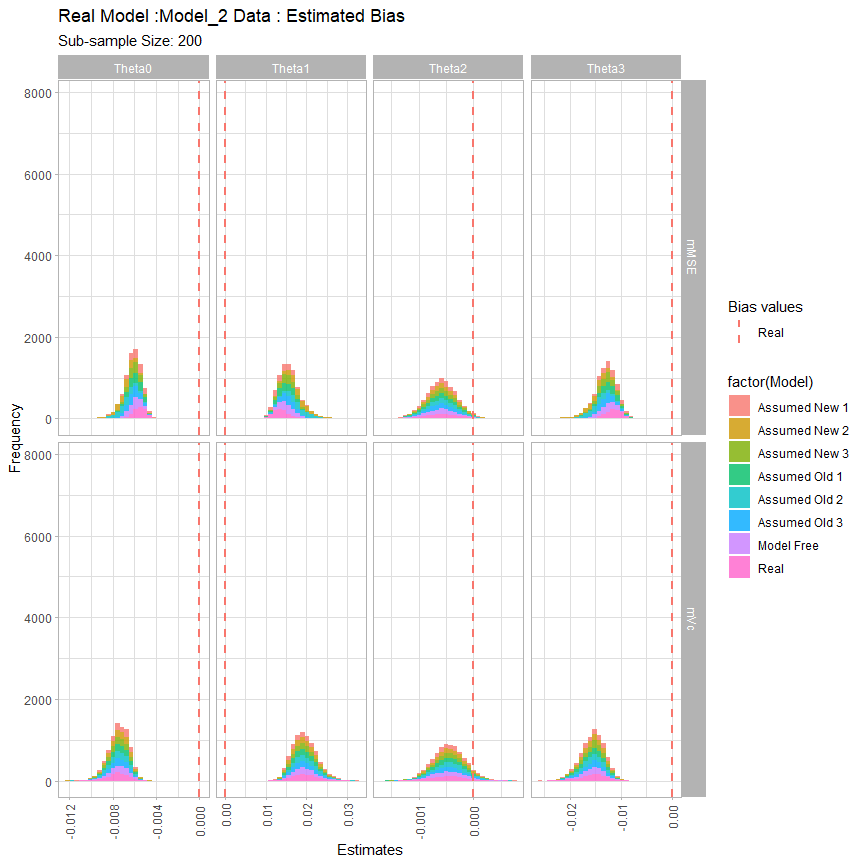 Real Model :Model_2 Data : Estimated Bias
Sub-sample Size: 200
Theta0 Theta1 Theta2 Theta3
8000
6000
4000
2000
0
mMSE
8000
6000
4000
2000
0
mVc
Frequency
-0.012 -0.008 -0.004 0.000 0.00 0.01 0.02 0.03 -0.001 0.000 -0.02 -0.01 0.00
Estimates
Bias values
Real
factor(Model)
Assumed New 1
Assumed New 2
Assumed New 3
Assumed Old 1
Assumed Old 2
Assumed Old 3
Model Free
Real